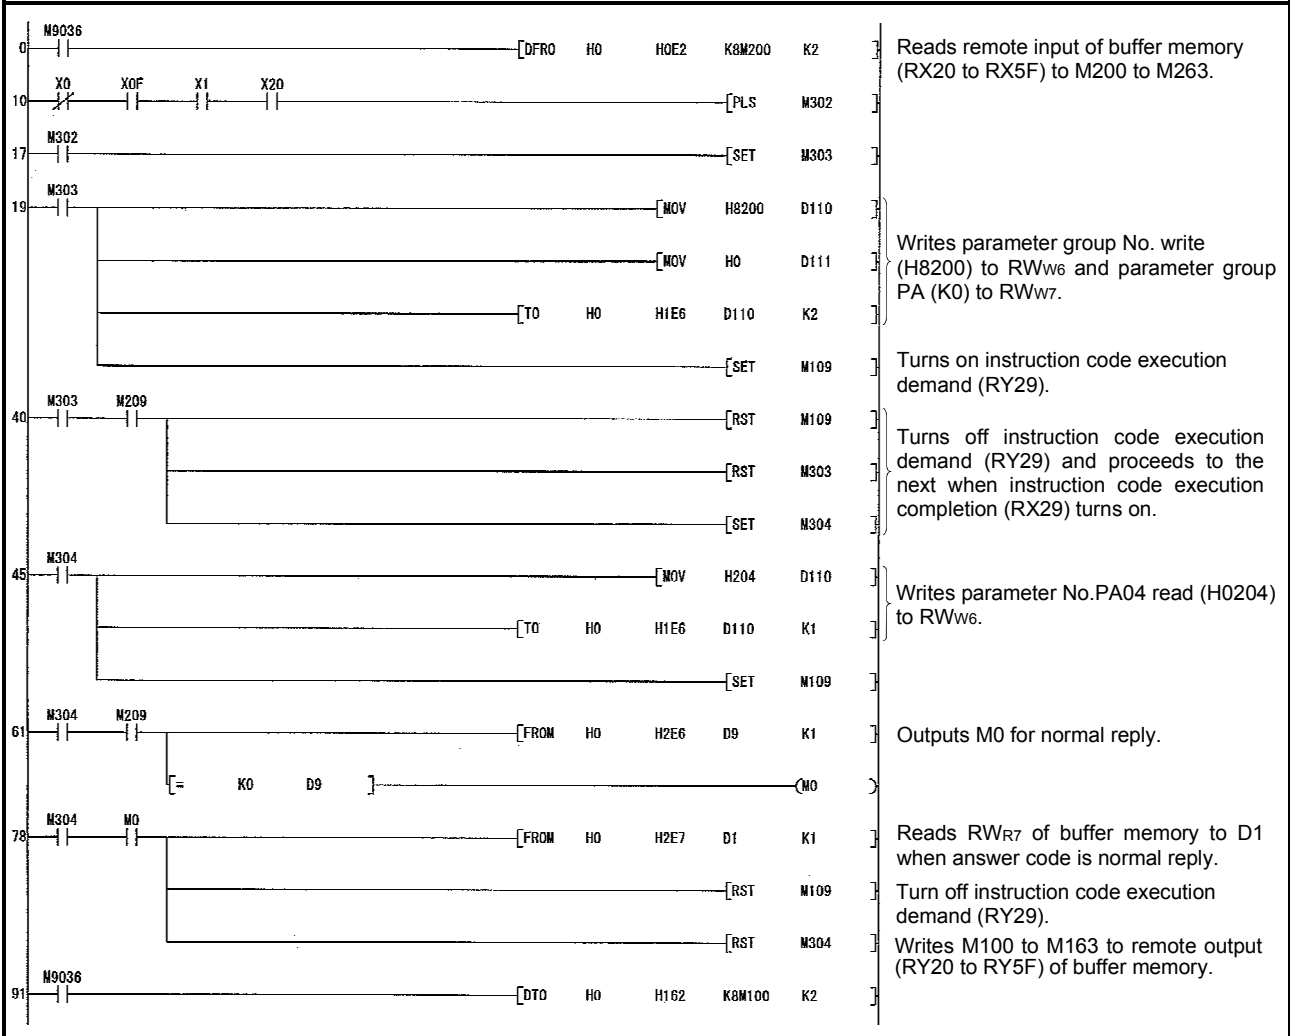 M9036
0 [DFRO H0 H0E2 K8M200 K2 ]
Reads remote input of buffer memory
(RX20 to RX5F) to M200 to M263.
X0 X0F X1 X20
10 [PLS M302 ]
M302
17 [SET M303 ]
M303
19 [MOV H8200 D110 ]
[MOV H0 D111 ]
Writes parameter group No. write
(H8200) to RWW6 and parameter group
PA (K0) to RWW7.
[TO H0 H1E6 D110 K2 ]
[SET M109 ]
Turns on instruction code execution
demand (RY29).
M303 M209
40 [RST M109 ]
[RST M303 ]
[SET M304 ]
Turns off instruction code execution
demand (RY29) and proceeds to the
next when instruction code execution
completion (RX29) turns on.
M304
45 [MOV H204 D110 ]
[TO H0 H1E6 D110 K1 ]
Writes parameter No.PA04 read (H0204)
to RWW6.
[SET M109 ]
M304 M209
61 [FROM H0 H2E6 D9 K1 ]
Outputs M0 for normal reply.
[= K0 D9 ] (M0 )
M304 M0
78 [FROM H0 H2E7 D1 K1 ]
Reads RWR7 of buffer memory to D1
when answer code is normal reply.
[RST M109 ]
Turn off instruction code execution
demand (RY29).
[RST M304 ]
Writes M100 to M163 to remote output
(RY20 to RY5F) of buffer memory.
M9036
91 [DTO H0 H162 K8M100 K2 ]